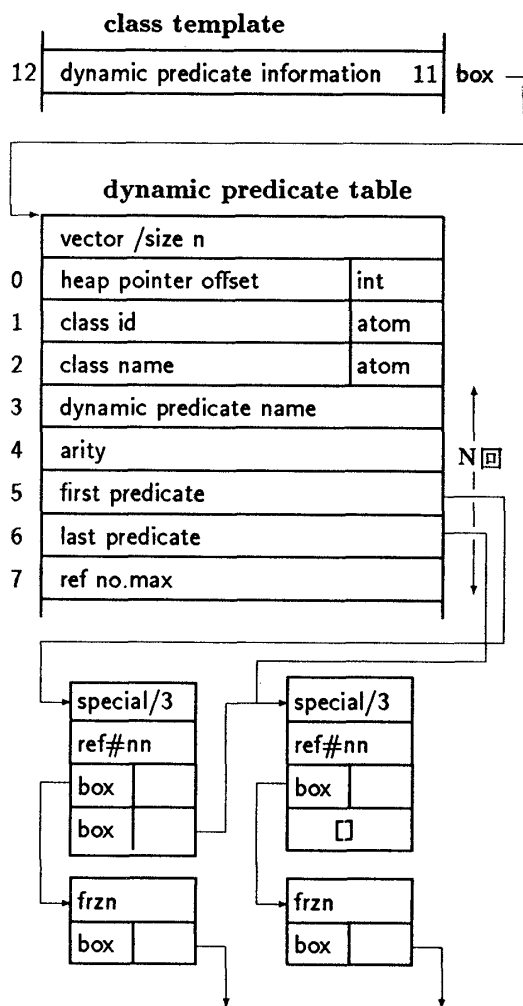 class template
12 dynamic predicate information 11 box
dynamic predicate table
vector /size n
0 heap pointer offset int
1 class id atom
2 class name atom
3 dynamic predicate name
4 arity
N回
5 first predicate
6 last predicate
7 ref no.max
special/3 special/3
ref#nn ref#nn
box box
box []
frzn frzn
box box